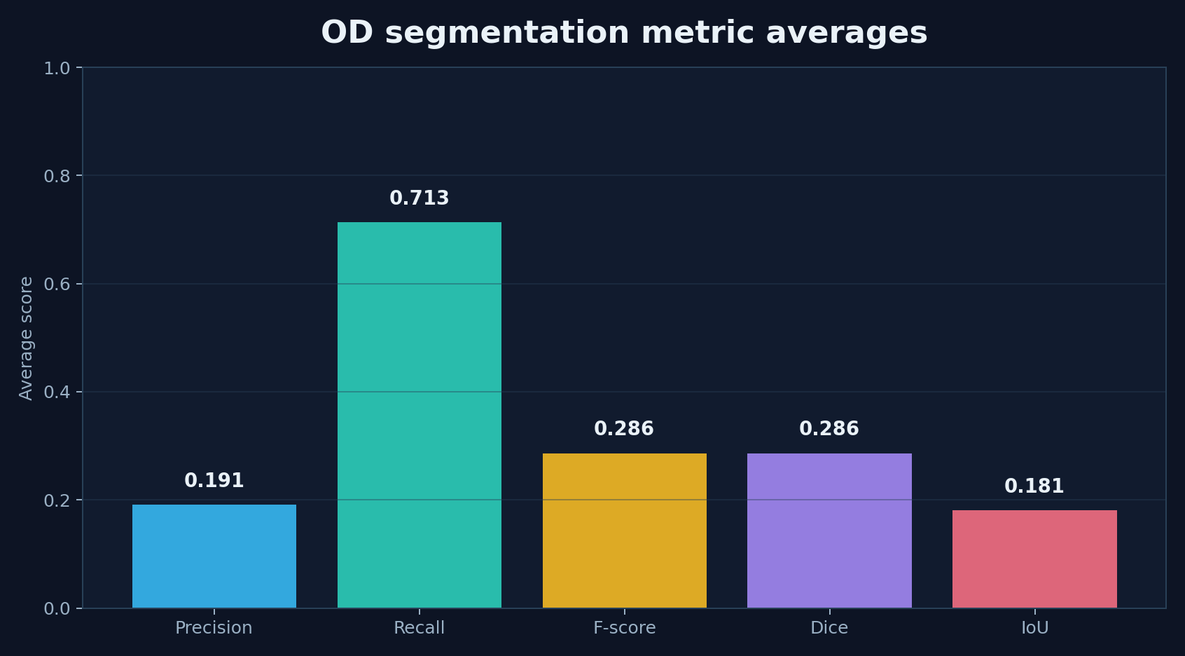 OD segmentation metric averages
1.0
0.8
0.6
0.4
0.2
0.0
Average score
0.191
0.713
0.286
0.286
0.181
Precision
Recall
F-score
Dice
IoU